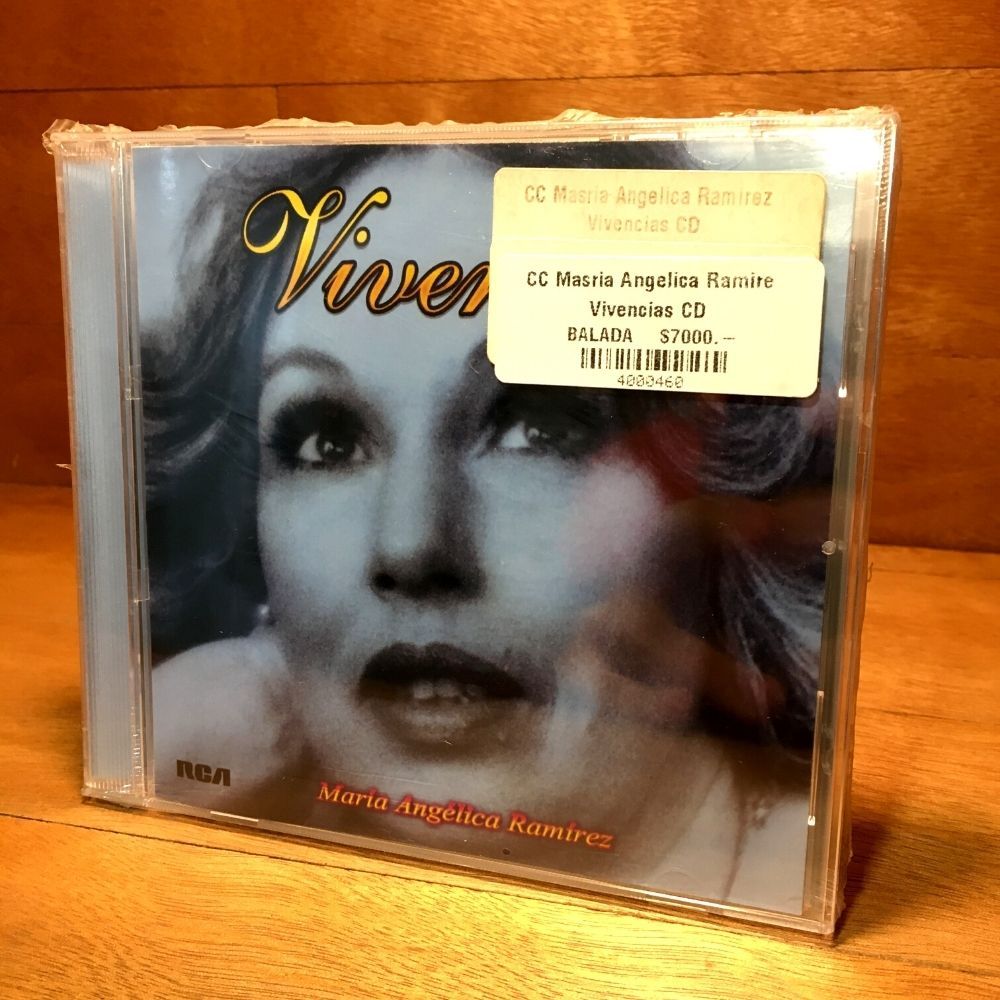 Viven
CC Masria Angelica Ramirez
Vivencias CD
CC Masria Angelica Ramire
Vivencias CD
BALADA $7000.-
4000460
RCA
María Angélica Ramírez